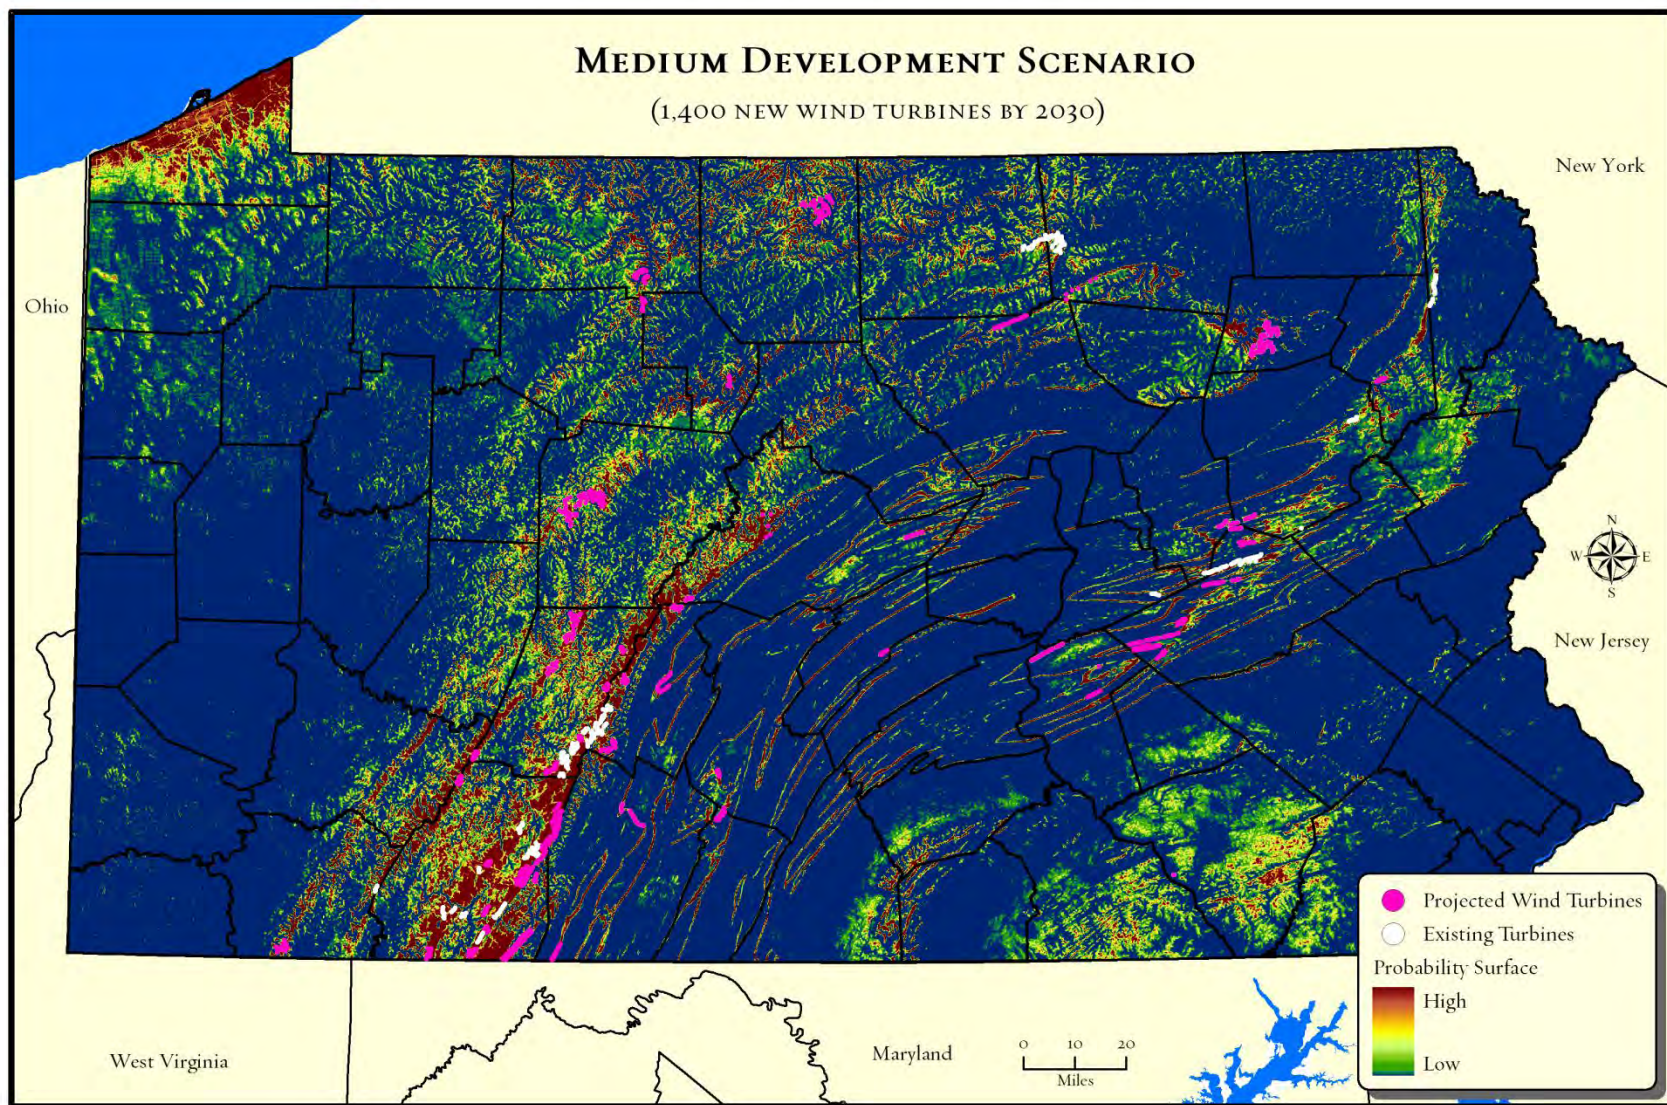 MEDIUM DEVELOPMENT SCENARIO
(1,400 NEW WIND TURBINES BY 2030)
New York
Ohio
N
W E
S
New Jersey
Projected Wind Turbines
Existing Turbines
Probability Surface
High
Low
West Virginia
Maryland
0 10 20
Miles